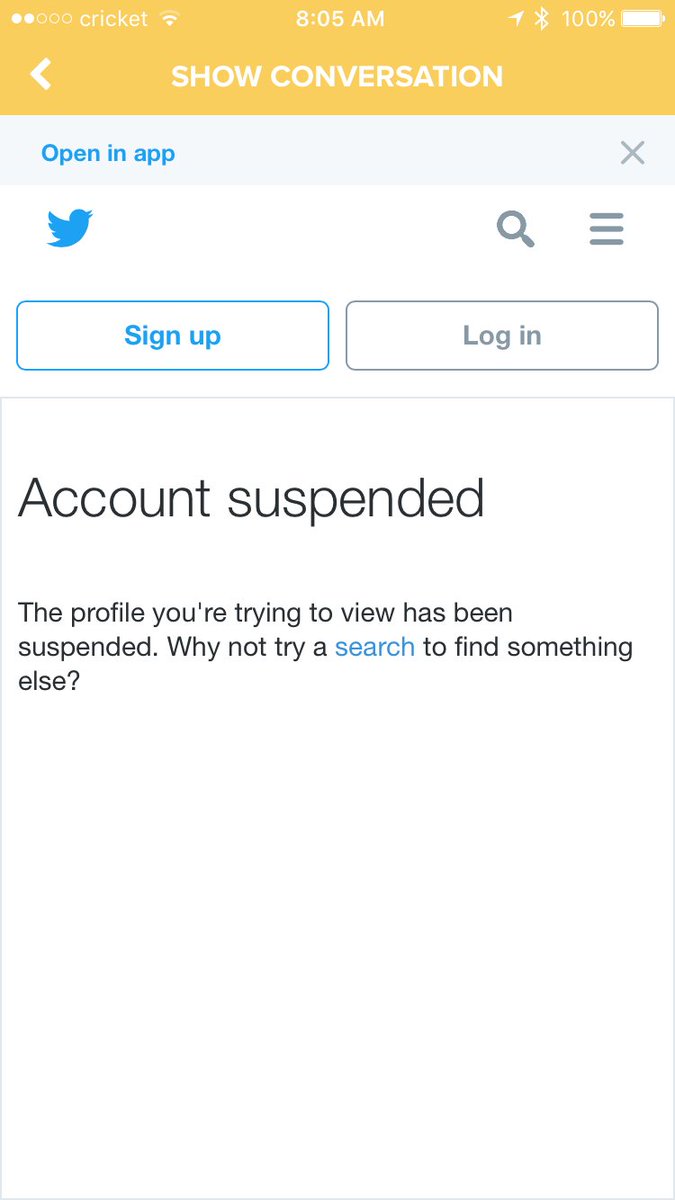 cricket 8:05 AM 100%
SHOW CONVERSATION
Open in app
Sign up Log in
Account suspended
The profile you're trying to view has been
suspended. Why not try a search to find something
else?